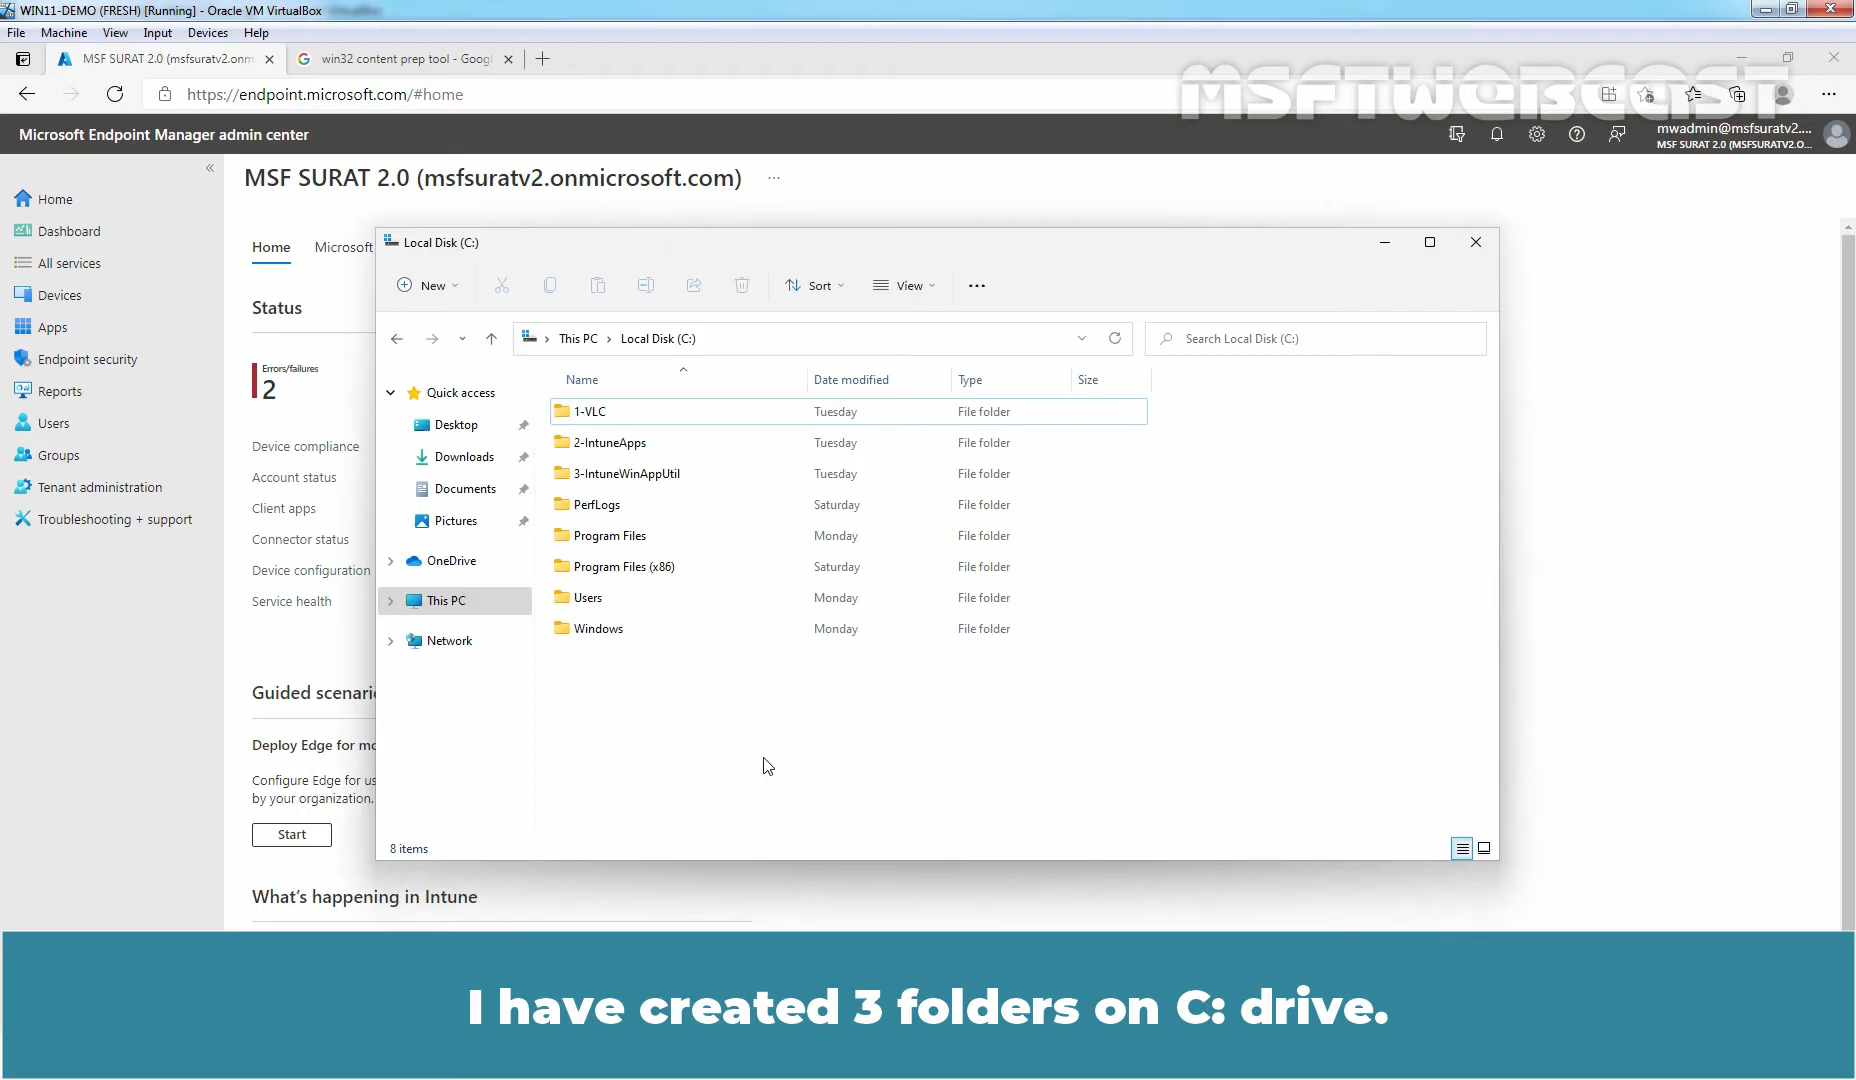 WIN11-DEMO (FRESH) [Running] - Oracle VM VirtualBox
File Machine View Input Devices Help
MSF SURAT 2.0 (msfsuratv2.onm
win32 content prep tool - Googl
https://endpoint.microsoft.com/#home
MSFTWEBCAST
Microsoft Endpoint Manager admin center
mwadmin@msfsuratv2....
MSF SURAT 2.0 (MSFSURATV2.O...
Home
Dashboard
All services
Devices
Apps
Endpoint security
Reports
Users
Groups
Tenant administration
Troubleshooting + support
MSF SURAT 2.0 (msfsuratv2.onmicrosoft.com) ...
Home Microsoft
Status
Errors/failures
2
Device compliance
Account status
Client apps
Connector status
Device configuration
Service health
Guided scenari
Deploy Edge for mo
Configure Edge for us
by your organization.
Start
What's happening in Intune
Local Disk (C:)
New Sort View
This PC > Local Disk (C:)
Search Local Disk (C:)
Quick access
Desktop
Downloads
Documents
Pictures
OneDrive
This PC
Network
Name Date modified Type Size
1-VLC Tuesday File folder
2-IntuneApps Tuesday File folder
3-IntuneWinAppUtil Tuesday File folder
PerfLogs Saturday File folder
Program Files Monday File folder
Program Files (x86) Saturday File folder
Users Monday File folder
Windows Monday File folder
8 items
I have created 3 folders on C: drive.